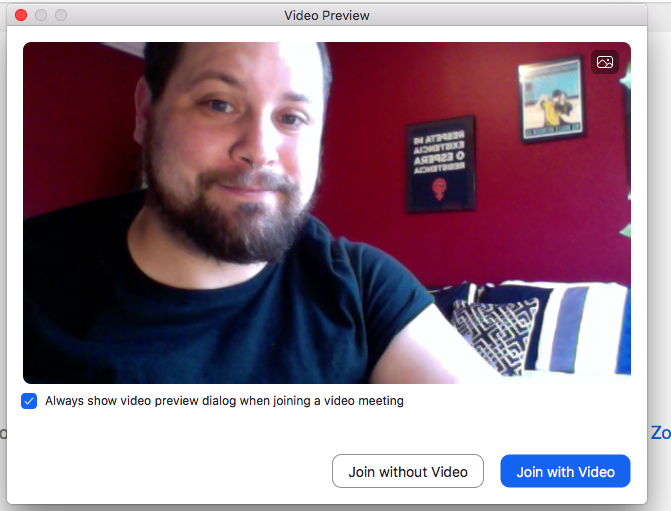 Video Preview
RESPETA MI
EXISTENCIA
O ESPERA
RESISTENCIA
Always show video preview dialog when joining a video meeting
Zo
Join without Video
Join with Video